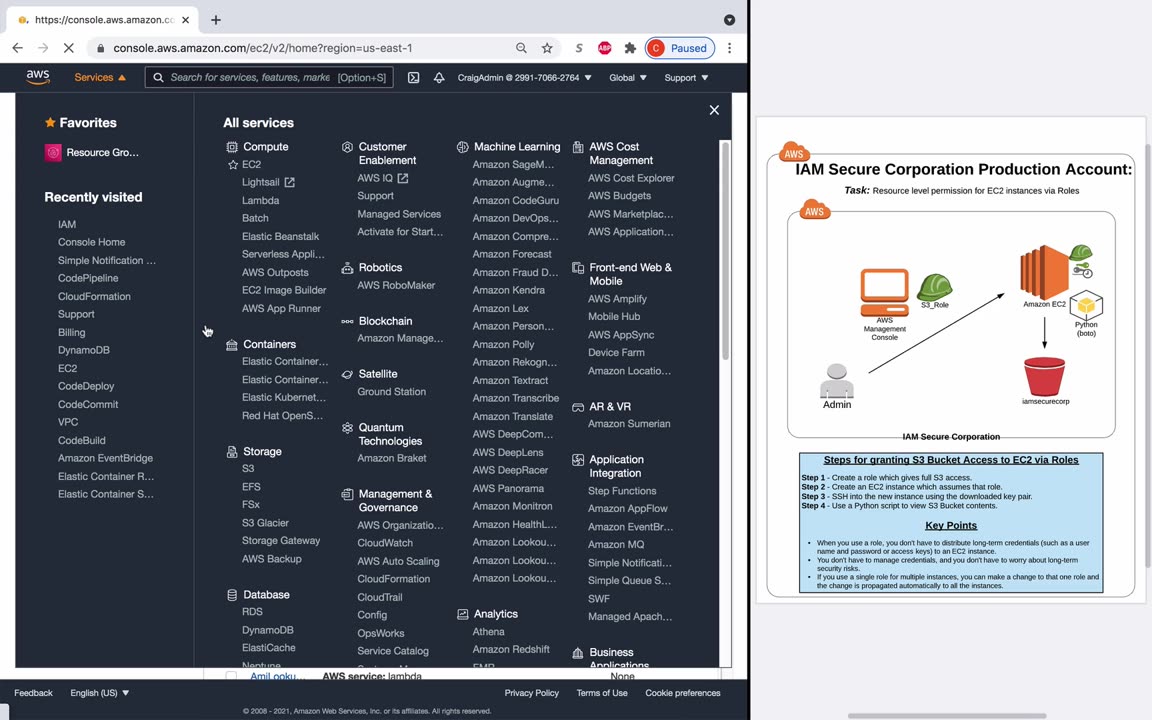 https://console.aws.amazon.co
console.aws.amazon.com/ec2/v2/home?region=us-east-1
S
ABP
C Paused
aws
Services
Search for services, features, marke [Option+S]
CraigAdmin @ 2991-7066-2764
Global
Support
Favorites
Resource Gro...
Recently visited
IAM
Console Home
Simple Notification ...
CodePipeline
CloudFormation
Support
Billing
DynamoDB
EC2
CodeDeploy
CodeCommit
VPC
CodeBuild
Amazon EventBridge
Elastic Container R...
Elastic Container S...
All services
Compute
EC2
Lightsail
Lambda
Batch
Elastic Beanstalk
Serverless Appli...
AWS Outposts
EC2 Image Builder
AWS App Runner
Containers
Elastic Container...
Elastic Container...
Elastic Kubernet...
Red Hat OpenS...
Storage
S3
EFS
FSx
S3 Glacier
Storage Gateway
AWS Backup
Database
RDS
DynamoDB
ElastiCache
Neptune
Customer
Enablement
AWS IQ
Support
Managed Services
Activate for Start...
Robotics
AWS RoboMaker
Blockchain
Amazon Manage...
Satellite
Ground Station
Quantum
Technologies
Amazon Braket
Management &
Governance
AWS Organizatio...
CloudWatch
AWS Auto Scaling
CloudFormation
CloudTrail
Config
OpsWorks
Service Catalog
Machine Learning
Amazon SageM...
Amazon Augme...
Amazon CodeGuru
Amazon DevOps...
Amazon Compre...
Amazon Forecast
Amazon Fraud D...
Amazon Kendra
Amazon Lex
Amazon Person...
Amazon Polly
Amazon Rekogn...
Amazon Textract
Amazon Transcribe
Amazon Translate
AWS DeepCom...
AWS DeepLens
AWS DeepRacer
AWS Panorama
Amazon Monitron
Amazon HealthL...
Amazon Lookou...
Amazon Lookou...
Amazon Lookou...
Analytics
Athena
Amazon Redshift
EMR
AWS Cost
Management
AWS Cost Explorer
AWS Budgets
AWS Marketplac...
AWS Application...
Front-end Web &
Mobile
AWS Amplify
Mobile Hub
AWS AppSync
Device Farm
Amazon Locatio...
AR & VR
Amazon Sumerian
Application
Integration
Step Functions
Amazon AppFlow
Amazon EventBr...
Amazon MQ
Simple Notificati...
Simple Queue S...
SWF
Managed Apach...
Business
Applications
AmiLooku...
AWS service: lambda
None
Feedback
English (US)
Privacy Policy
Terms of Use
Cookie preferences
© 2008 - 2021, Amazon Web Services, Inc. or its affiliates. All rights reserved.
AWS
IAM Secure Corporation Production Account:
Task: Resource level permission for EC2 instances via Roles
AWS
S3_Role
AWS
Management
Console
Amazon EC2
Python
(boto)
Admin
iamsecurecorp
IAM Secure Corporation
Steps for granting S3 Bucket Access to EC2 via Roles
Step 1 - Create a role which gives full S3 access.
Step 2 - Create an EC2 instance which assumes that role.
Step 3 - SSH into the new instance using the downloaded key pair.
Step 4 - Use a Python script to view S3 Bucket contents.
Key Points
• When you use a role, you don't have to distribute long-term credentials (such as a user
name and password or access keys) to an EC2 instance.
• You don't have to manage credentials, and you don't have to worry about long-term
security risks.
• If you use a single role for multiple instances, you can make a change to that one role and
the change is propagated automatically to all the instances.